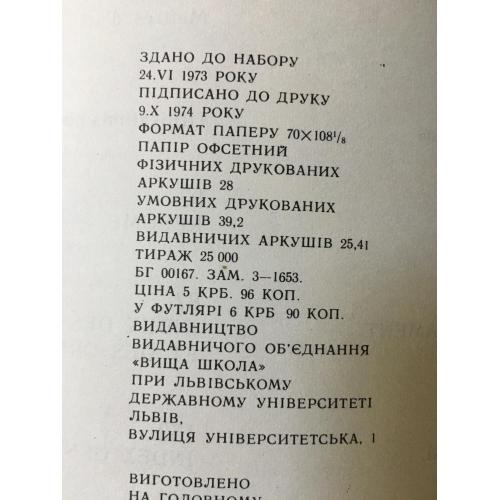 ЗДАНО ДО НАБОРУ
24.VI 1973 РОКУ
ПІДПИСАНО ДО ДРУКУ
9.X 1974 РОКУ
ФОРМАТ ПАПЕРУ 70×108¹/₈
ПАПІР ОФСЕТНИЙ
ФІЗИЧНИХ ДРУКОВАНИХ
АРКУШІВ 28
УМОВНИХ ДРУКОВАНИХ
АРКУШІВ 39,2
ВИДАВНИЧИХ АРКУШІВ 25,41
ТИРАЖ 25 000
БГ 00167. ЗАМ. 3—1653.
ЦІНА 5 КРБ. 96 КОП.
У ФУТЛЯРІ 6 КРБ 90 КОП.
ВИДАВНИЦТВО
ВИДАВНИЧОГО ОБ'ЄДНАННЯ
«ВИЩА ШКОЛА»
ПРИ ЛЬВІВСЬКОМУ
ДЕРЖАВНОМУ УНІВЕРСИТЕТІ
ЛЬВІВ,
ВУЛИЦЯ УНІВЕРСИТЕТСЬКА, 1
ВИГОТОВЛЕНО
НА ГОЛОВНОМУ